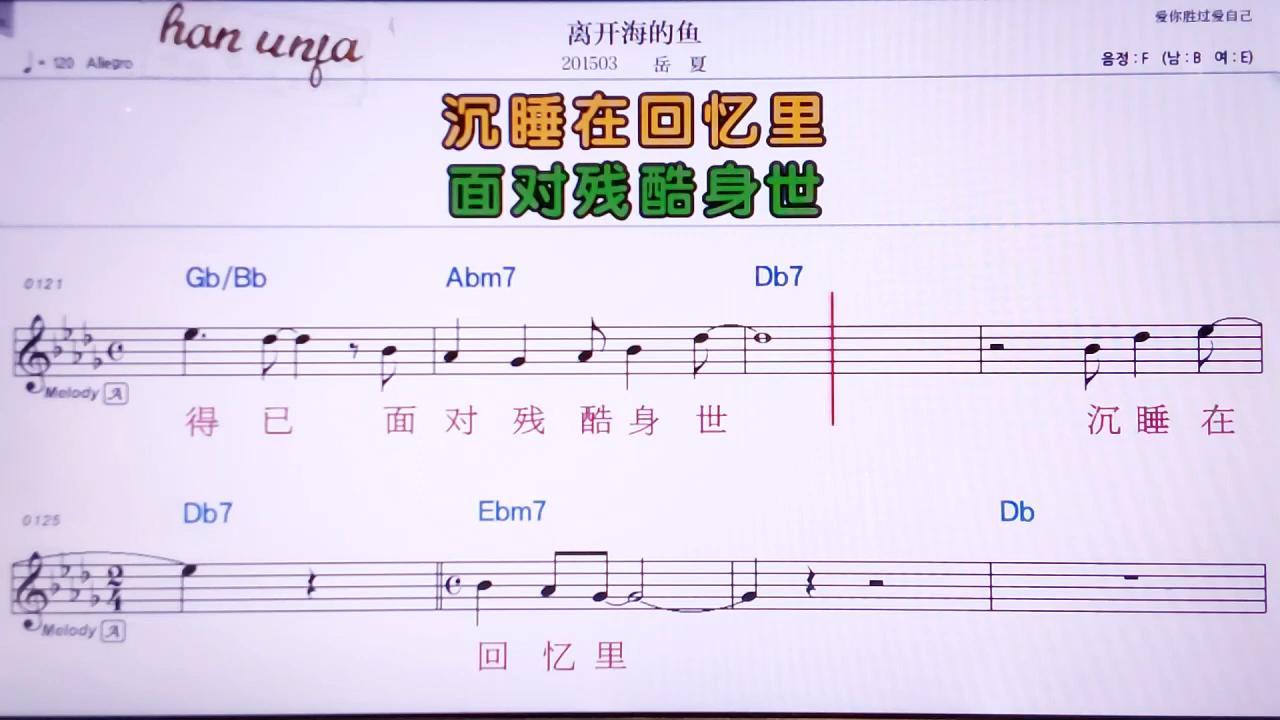 han unfa
离开海的鱼
爱你胜过爱自己
♩= 120 Allegro
201503 岳 夏
음정 : F (남 : B 여 : E)
沉睡在回忆里
面对残酷身世
0121 Gb/Bb Abm7 Db7
Melody A
得 已 面 对 残 酷 身 世 沉 睡 在
0125 Db7 Ebm7 Db
2
4
Melody A
回 忆 里